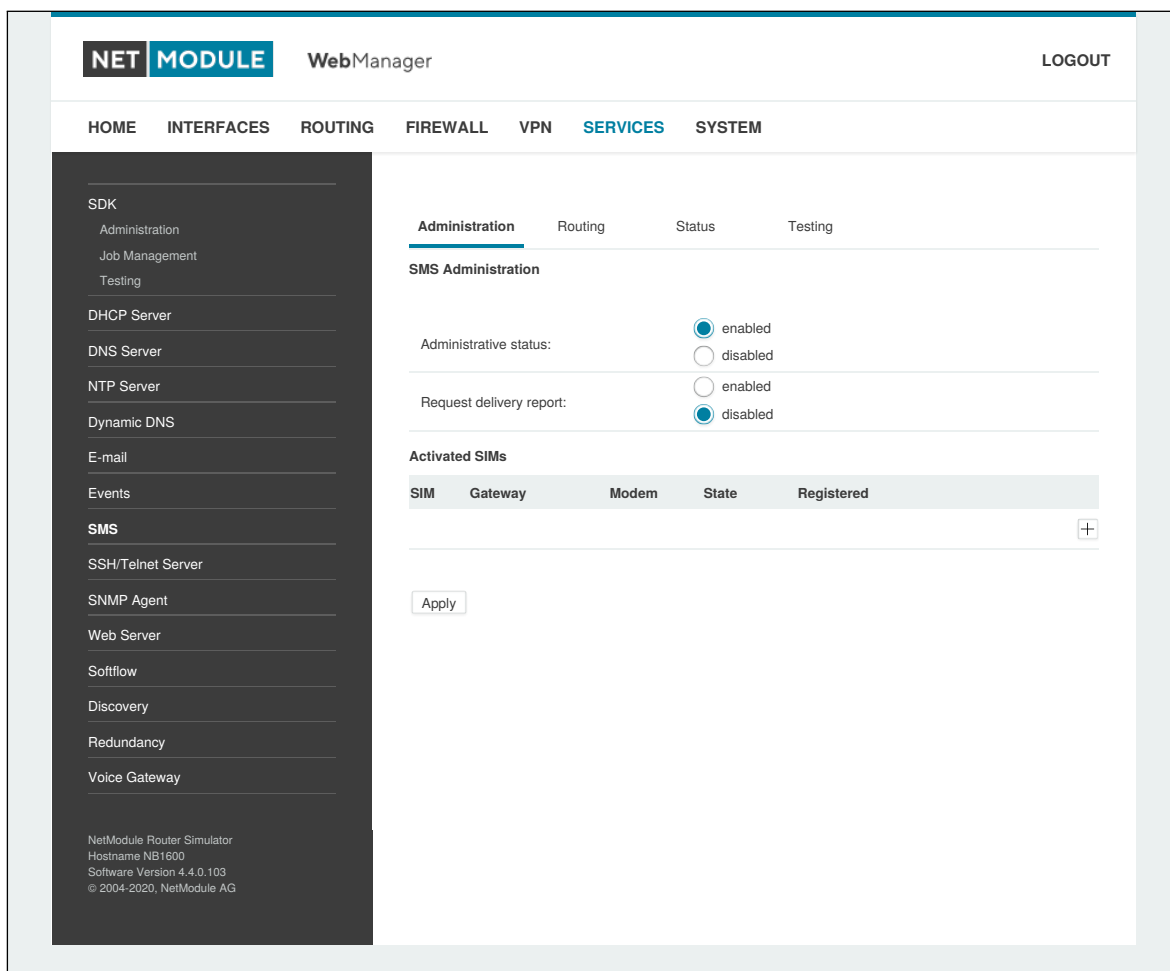 NET MODULE WebManager LOGOUT
HOME INTERFACES ROUTING FIREWALL VPN SERVICES SYSTEM
SDK
Administration
Job Management
Testing
DHCP Server
DNS Server
NTP Server
Dynamic DNS
E-mail
Events
SMS
SSH/Telnet Server
SNMP Agent
Web Server
Softflow
Discovery
Redundancy
Voice Gateway
NetModule Router Simulator
Hostname NB1600
Software Version 4.4.0.103
© 2004-2020, NetModule AG
Administration Routing Status Testing
SMS Administration
Administrative status:
enabled
disabled
Request delivery report:
enabled
disabled
Activated SIMs
SIM Gateway Modem State Registered
Apply